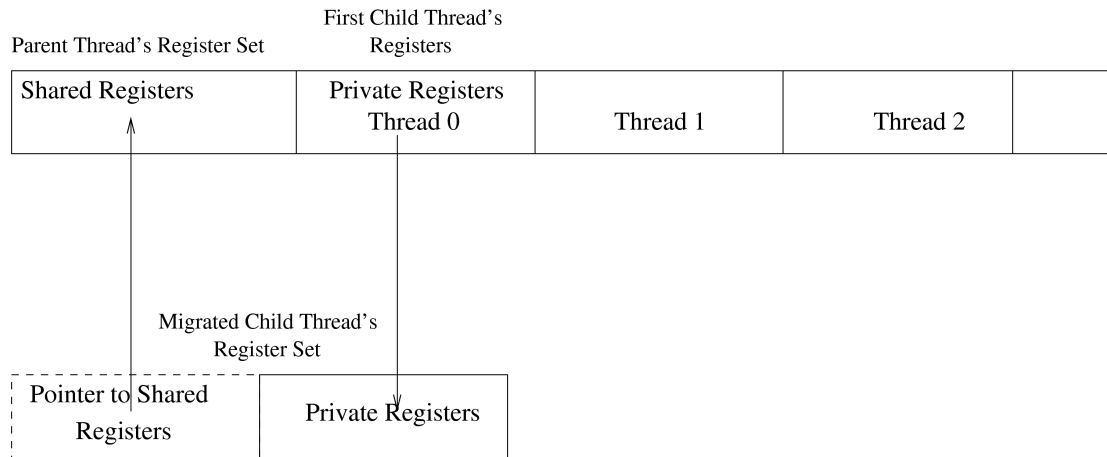 First Child Thread's
Registers
Parent Thread's Register Set
Shared Registers
Private Registers
Thread 0
Thread 1
Thread 2
Migrated Child Thread's
Register Set
Pointer to Shared
Registers
Private Registers